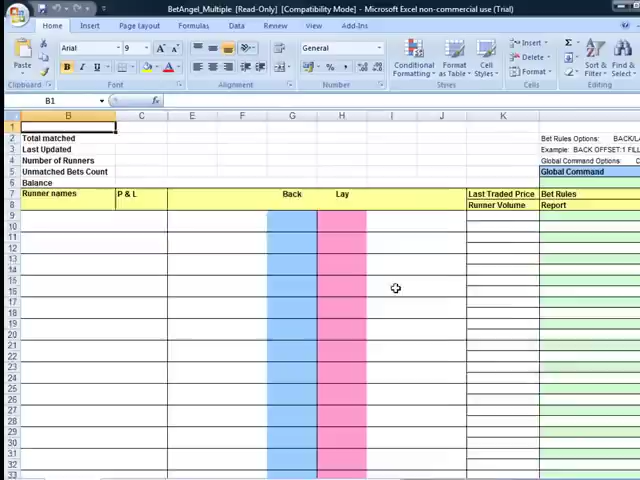 BetAngel_Multiple [Read-Only] [Compatibility Mode] - Microsoft Excel non-commercial use (Trial)
Home Insert Page Layout Formulas Data Review View Add-Ins
Paste
Arial 9
B I U
General
Conditional Formatting
Format as Table
Cell Styles
Insert
Delete
Format
Sort & Filter
Find & Select
Clipboard Font Alignment Number Styles Cells Editing
B1 fx
B C E F G H I J K
1
2 Total matched Bet Rules Options: BACK/LA
3 Last Updated Example: BACK OFFSET:1 FILL
4 Number of Runners Global Command Options: C
5 Unmatched Bets Count Global Command
6 Balance
7 Runner names P & L Back Lay Last Traded Price Bet Rules
8 Runner Volume Report
9
10
11
12
13
14
15
16
17
18
19
20
21
22
23
24
25
26
27
28
29
30
31
32
33